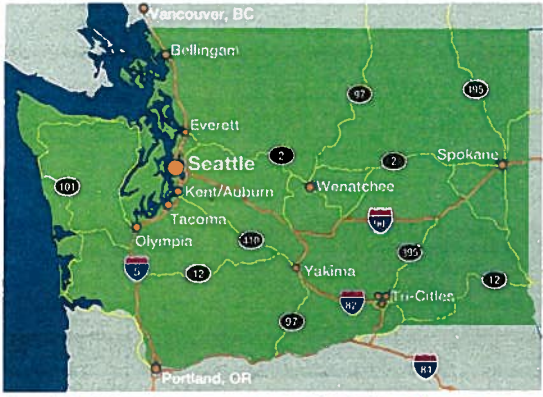 Vancouver, BC
Bellingam
97
195
Everett
2
2
Spokane
Seattle
101
Wenatchee
Kent/Auburn
Tacoma
90
Olympia
410
395
5
12
Yakima
12
82
Tri-Cities
97
84
Portland, OR